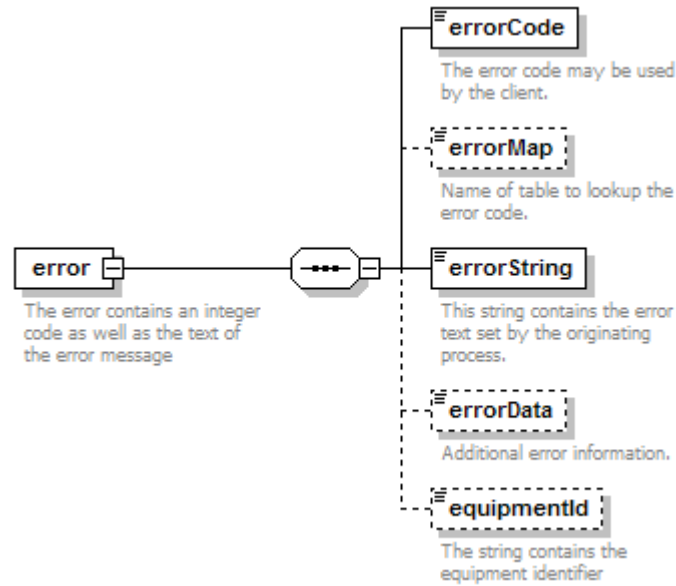 errorCode
The error code may be used
by the client.
errorMap
Name of table to lookup the
error code.
error
The error contains an integer
code as well as the text of
the error message
errorString
This string contains the error
text set by the originating
process.
errorData
Additional error information.
equipmentId
The string contains the
equipment identifier